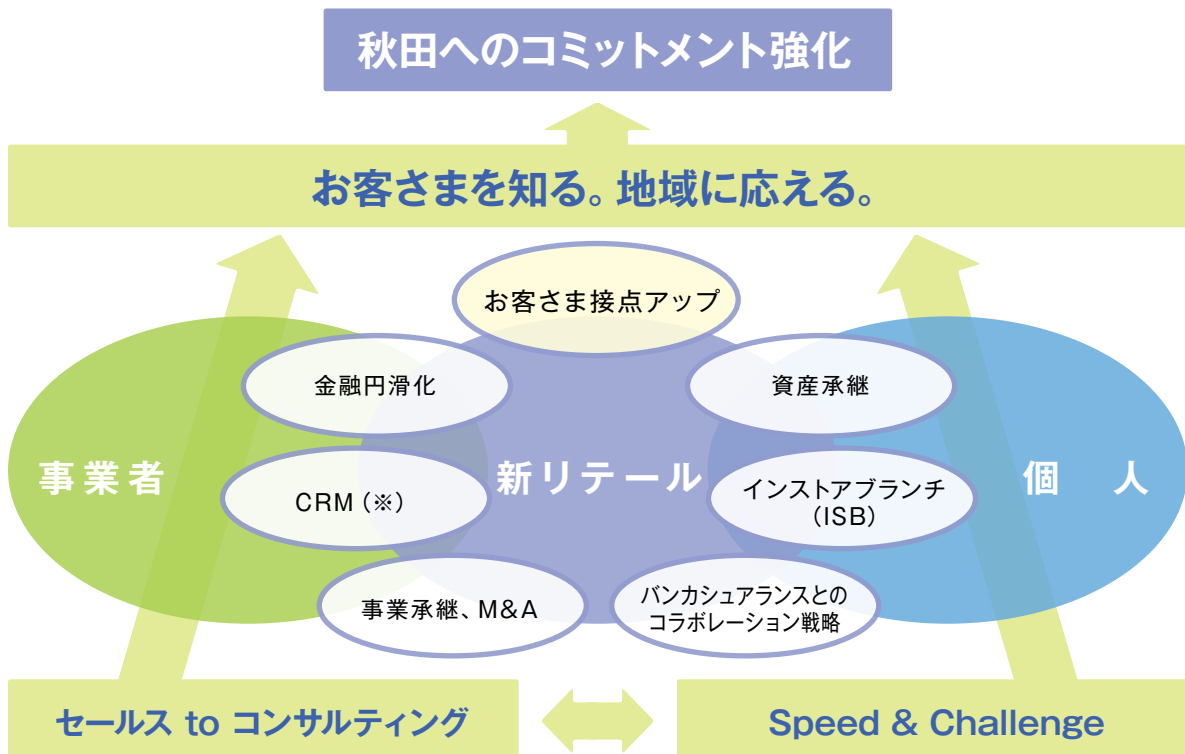 秋田へのコミットメント強化
お客さまを知る。地域に応える。
お客さま接点アップ
金融円滑化
資産承継
事業者
CRM(※)
新リテール
インストアブランチ
(ISB)
個 人
事業承継、M&A
バンカシュアランスとの
コラボレーション戦略
セールス to コンサルティング
Speed & Challenge